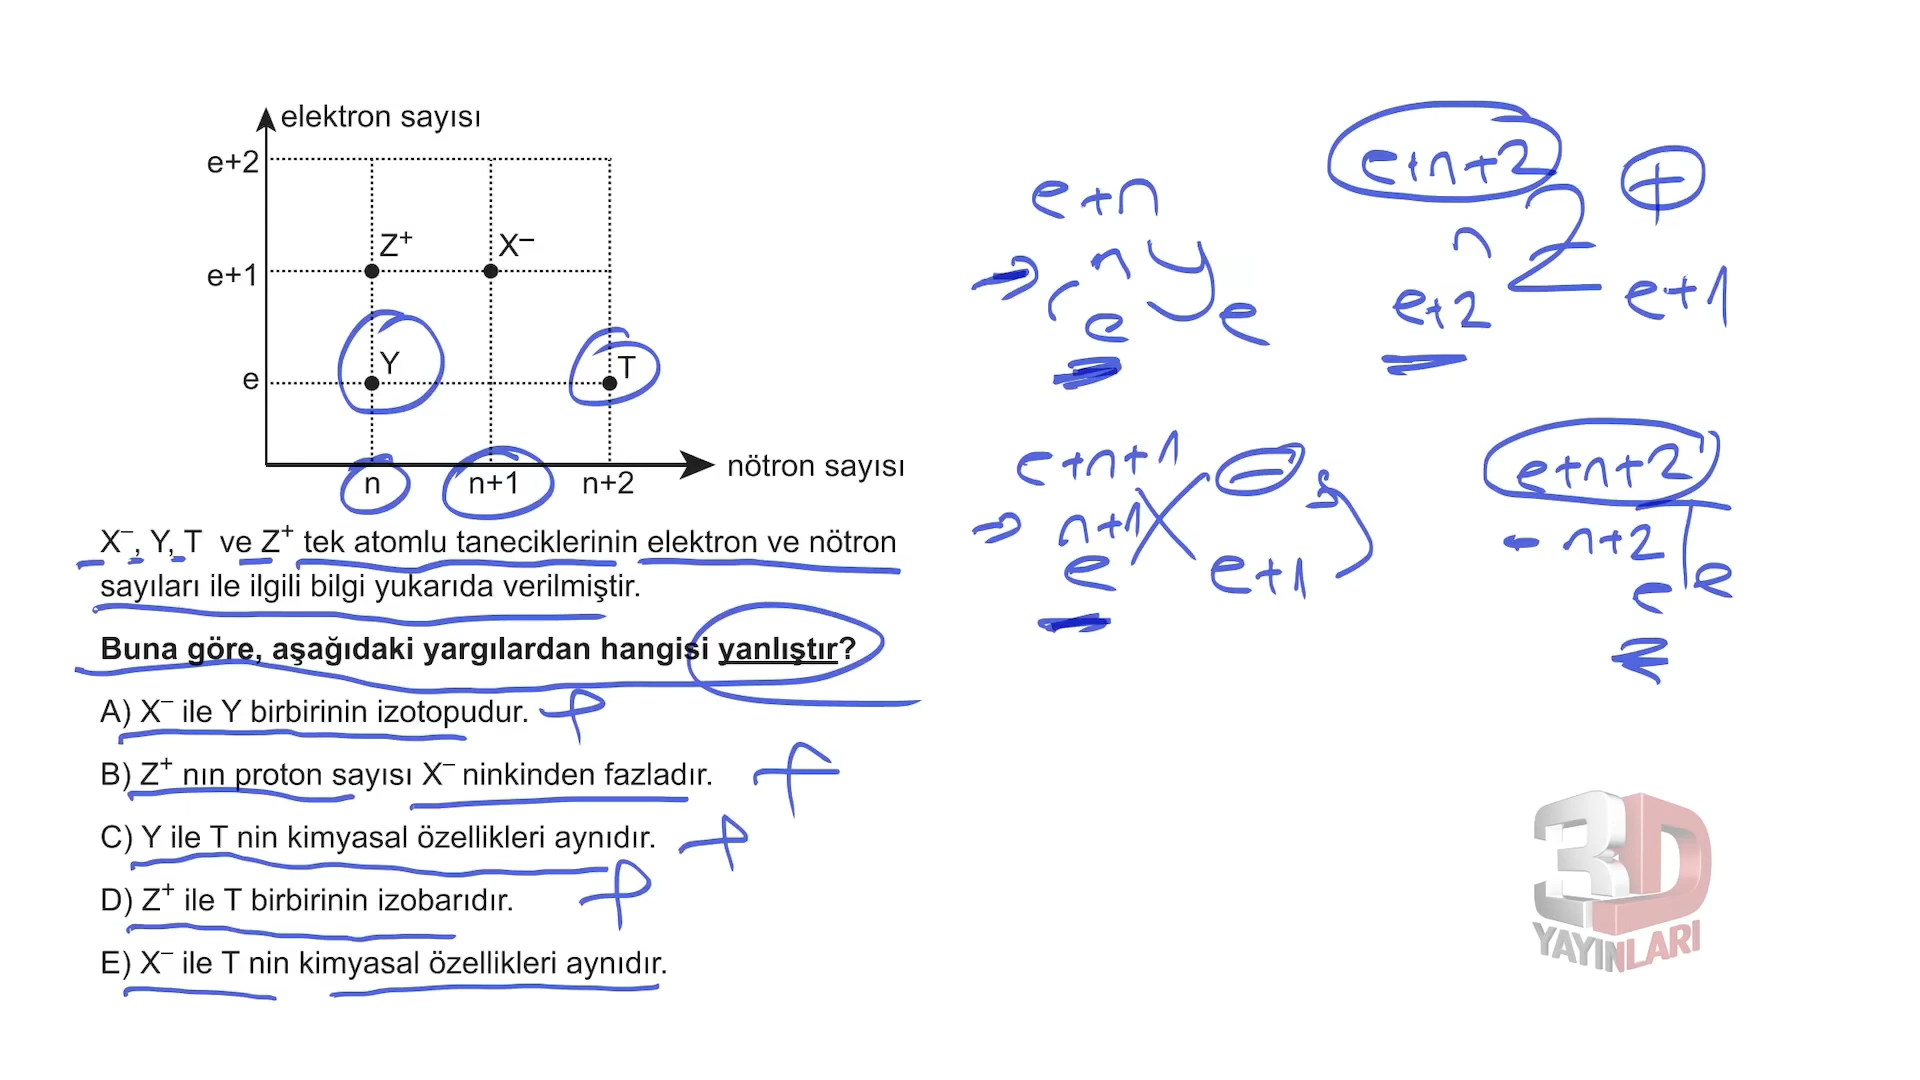 elektron sayısı
e+2
Z⁺ X⁻
e+1
Y T
e
nötron sayısı
n n+1 n+2
X⁻, Y, T ve Z⁺ tek atomlu taneciklerinin elektron ve nötron
sayıları ile ilgili bilgi yukarıda verilmiştir.
Buna göre, aşağıdaki yargılardan hangisi yanlıştır?
A) X⁻ ile Y birbirinin izotopudur. +
B) Z⁺ nın proton sayısı X⁻ ninkinden fazladır. +
C) Y ile T nin kimyasal özellikleri aynıdır. +
D) Z⁺ ile T birbirinin izobarıdır. +
E) X⁻ ile T nin kimyasal özellikleri aynıdır.
e+n
n y
e e
e+n+2 +
n Z
e+2 e+1
e+n+1 −
n+1 X
e e+1
e+n+2
n+2
e e
3D
YAYINLARI